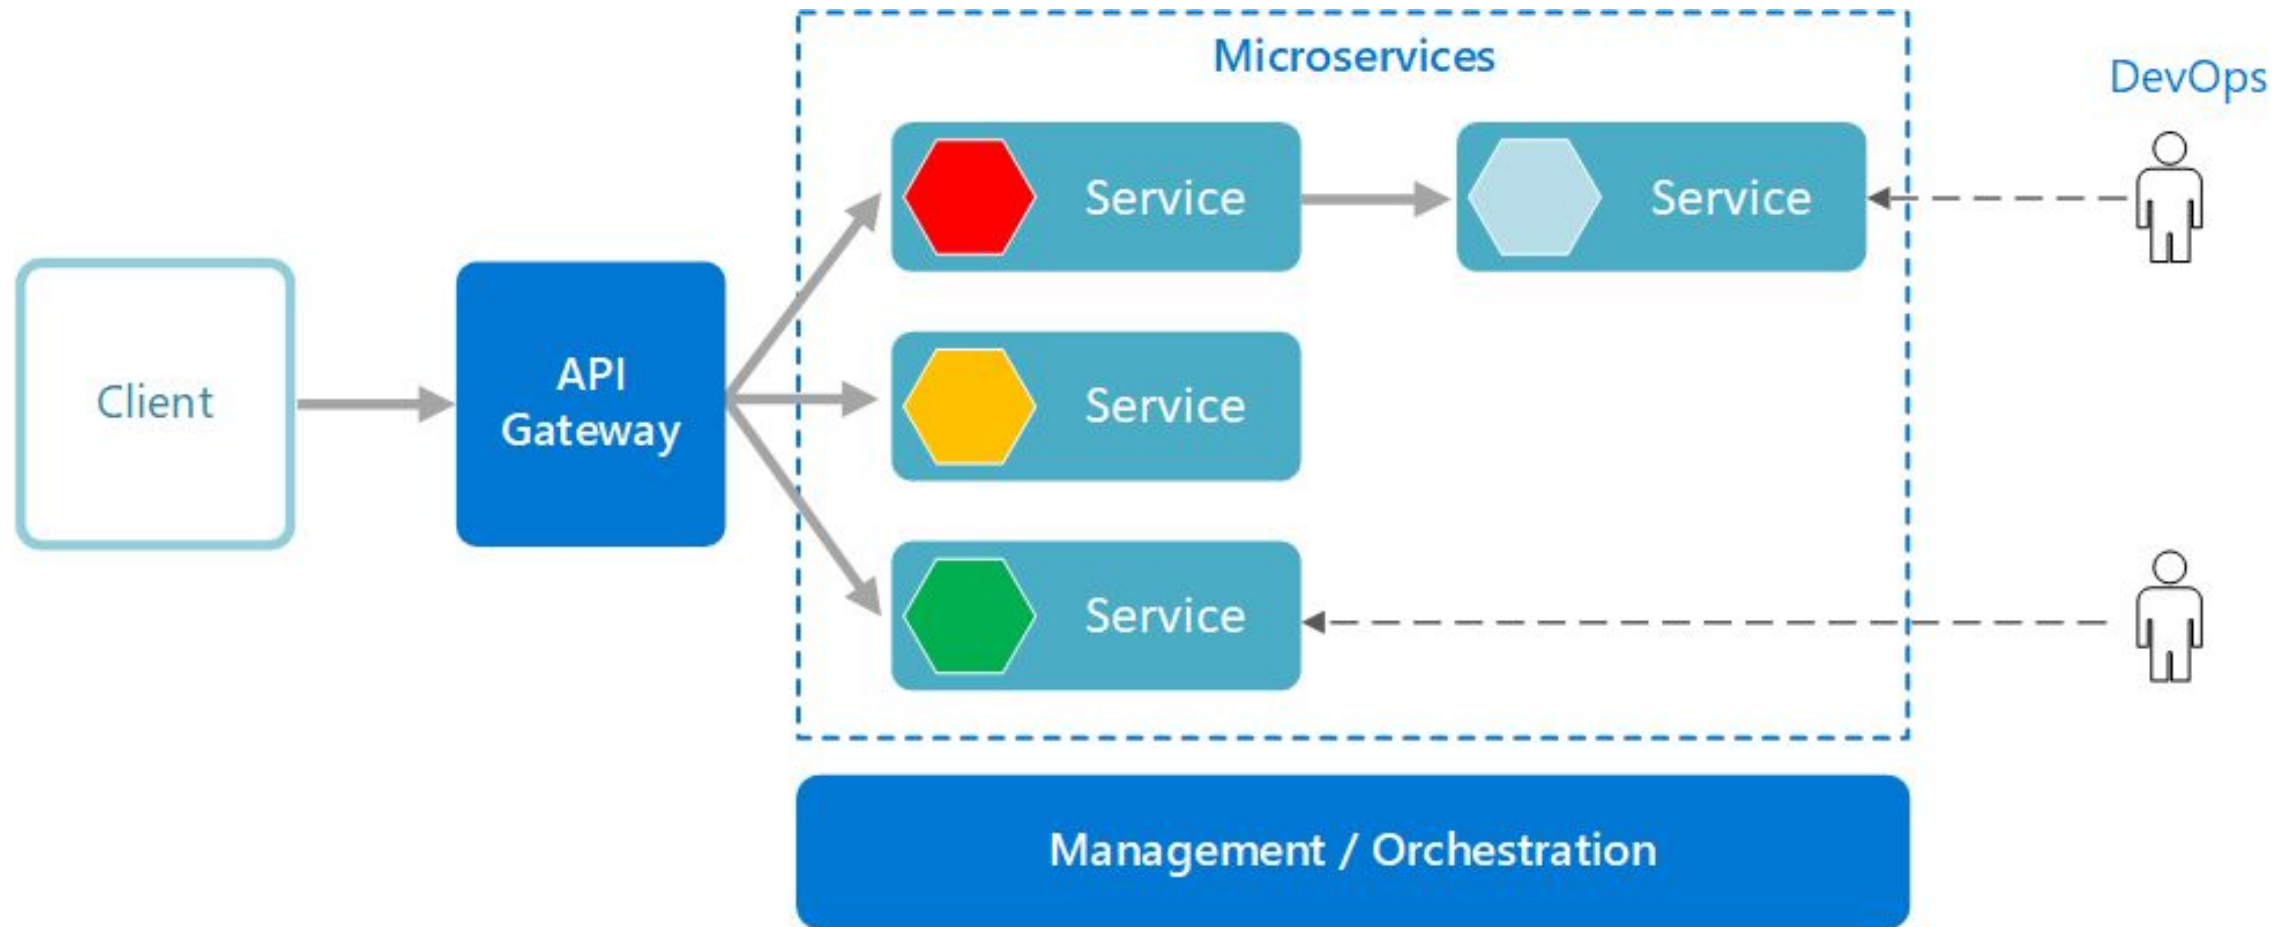 Microservices
DevOps
Service
Service
Client
API
Gateway
Service
Service
Management / Orchestration